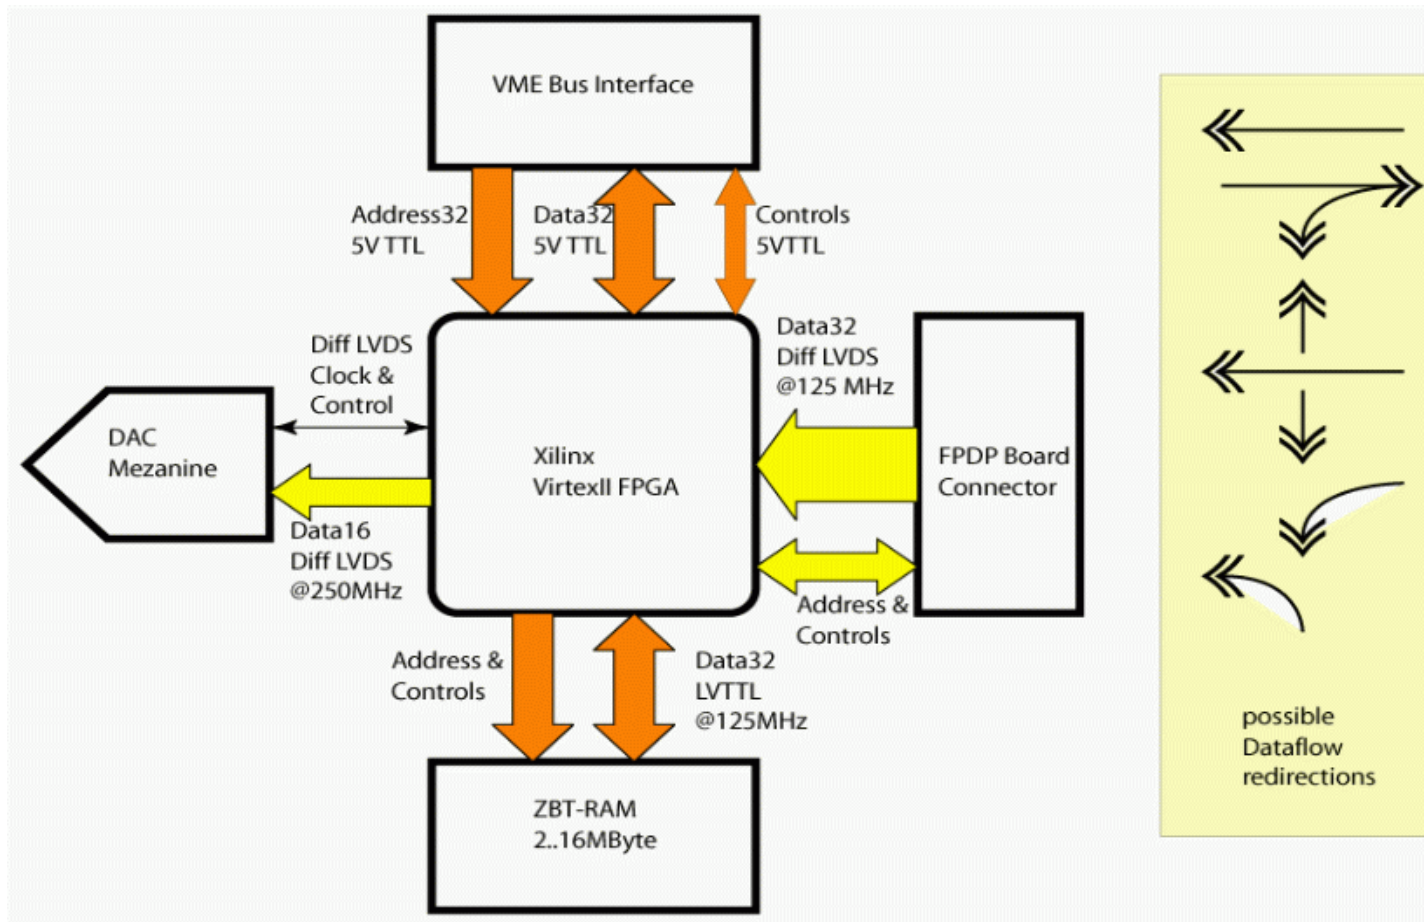 VME Bus Interface
Address32
5V TTL
Data32
5V TTL
Controls
5VTTL
Diff LVDS
Clock &
Control
Data32
Diff LVDS
@125 MHz
DAC
Mezanine
Xilinx
VirtexII FPGA
FPDP Board
Connector
Data16
Diff LVDS
@250MHz
Address &
Controls
Address &
Controls
Data32
LVTTL
@125MHz
ZBT-RAM
2..16MByte
possible
Dataflow
redirections